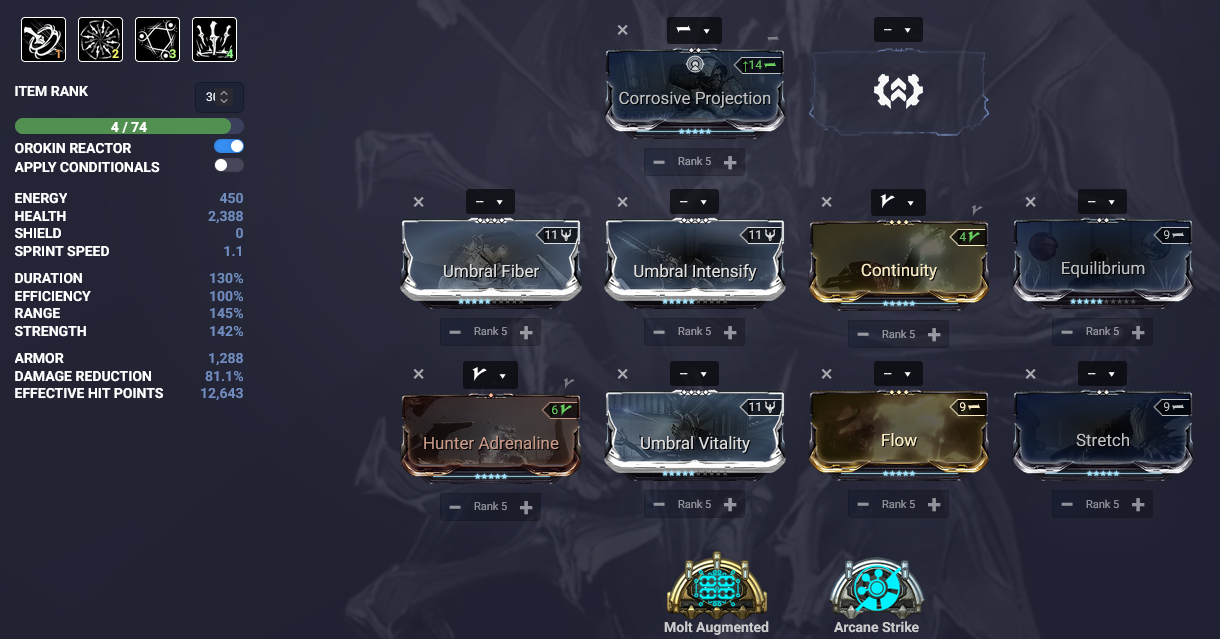 1
2
3
4
ITEM RANK
4 / 74
OROKIN REACTOR
APPLY CONDITIONALS
ENERGY 450
HEALTH 2,388
SHIELD 0
SPRINT SPEED 1.1
DURATION 130%
EFFICIENCY 100%
RANGE 145%
STRENGTH 142%
ARMOR 1,288
DAMAGE REDUCTION 81.1%
EFFECTIVE HIT POINTS 12,643
--
↑14
Corrosive Projection
Rank 5
-- -- --
11 11 4 9
Umbral Fiber Umbral Intensify Continuity Equilibrium
Rank 5 Rank 5 Rank 5 Rank 5
-- -- --
6 11 9 9
Hunter Adrenaline Umbral Vitality Flow Stretch
Rank 5 Rank 5 Rank 5 Rank 5
Molt Augmented Arcane Strike